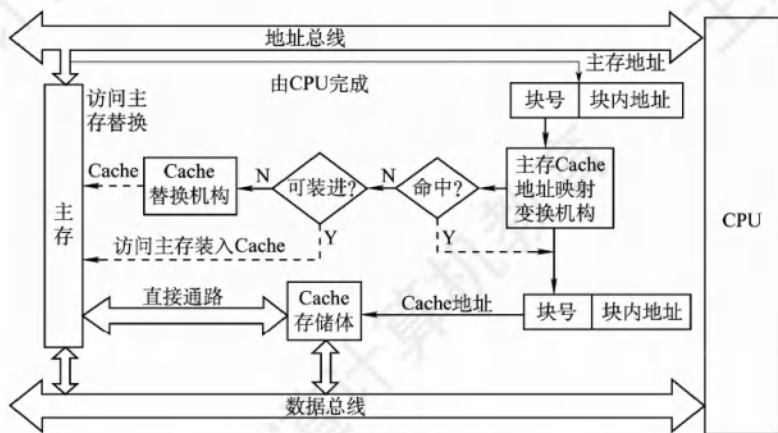 地址总线
主存地址
由CPU完成
访问主
存替换
块号 块内地址
Cache
Cache
替换机构
N
可装进?
N
命中?
主存Cache
地址映射
变换机构
CPU
主存
Y
Y
访问主存装入Cache
直接通路
Cache
存储体
Cache地址
块号 块内地址
数据总线